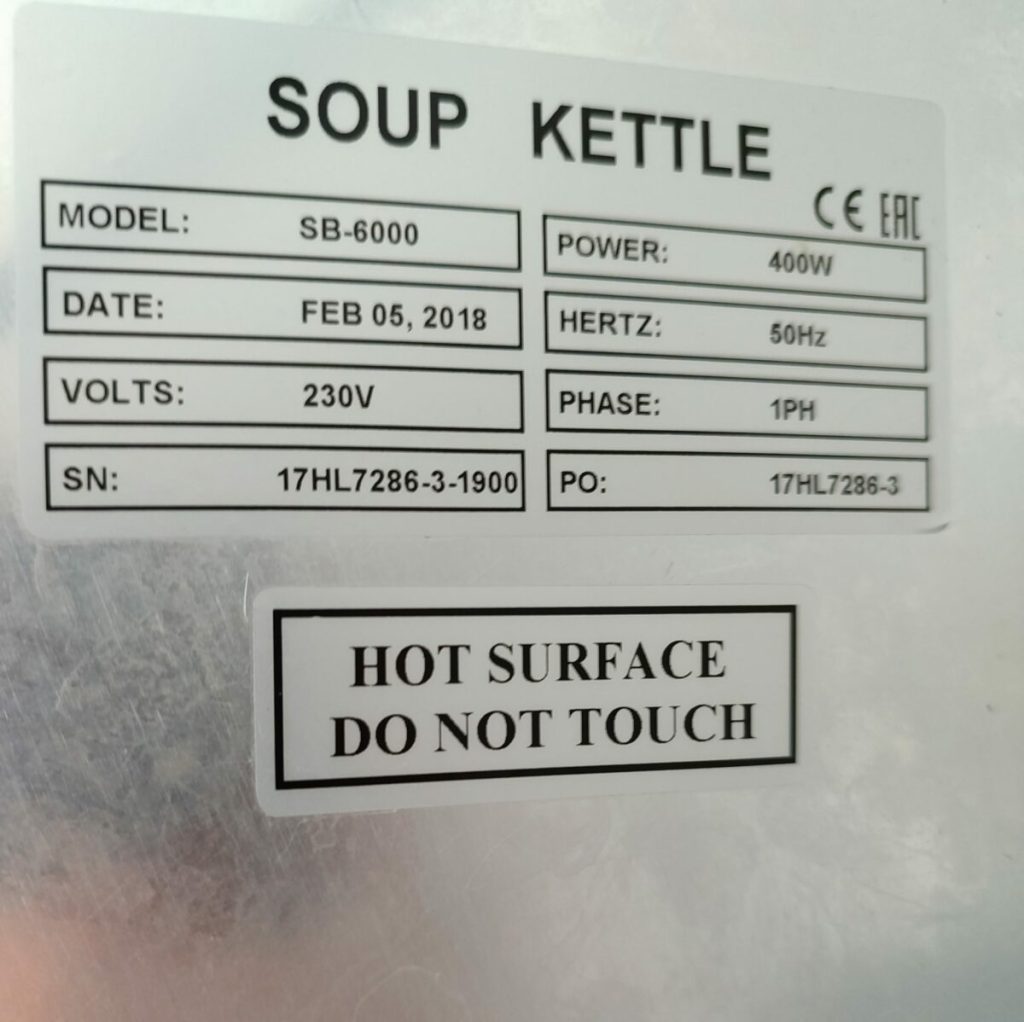 SOUP KETTLE
CE EAC
MODEL: SB-6000
POWER: 400W
DATE: FEB 05, 2018
HERTZ: 50Hz
VOLTS: 230V
PHASE: 1PH
SN: 17HL7286-3-1900
PO: 17HL7286-3
HOT SURFACE
DO NOT TOUCH